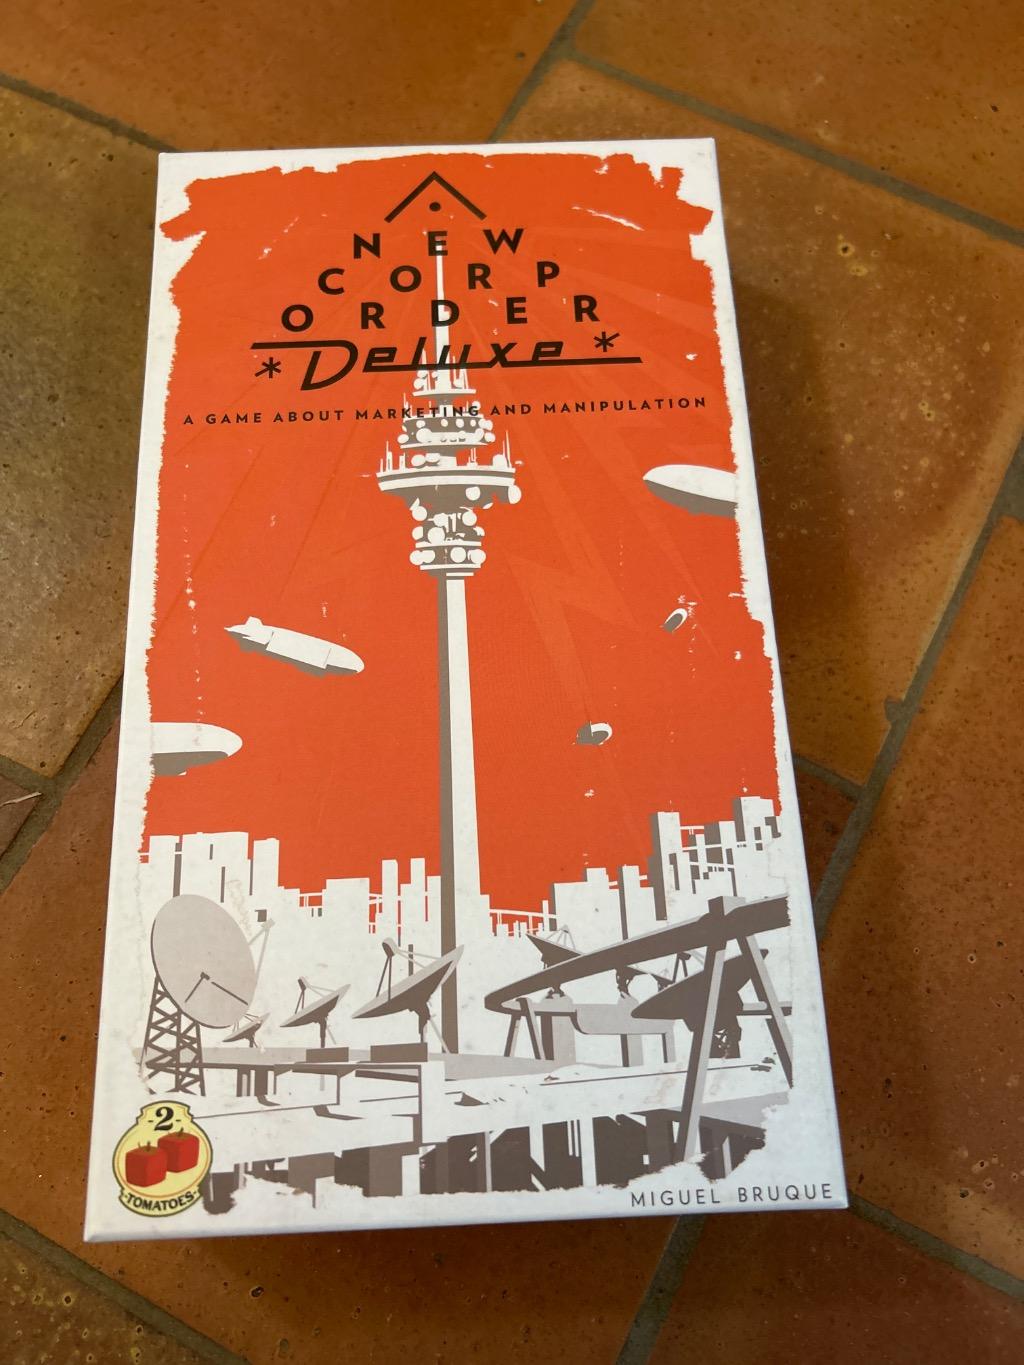 NEW
CORP
ORDER
*Deluxe*
A GAME ABOUT MARKETING AND MANIPULATION
-2-
TOMATOES
MIGUEL BRUQUE